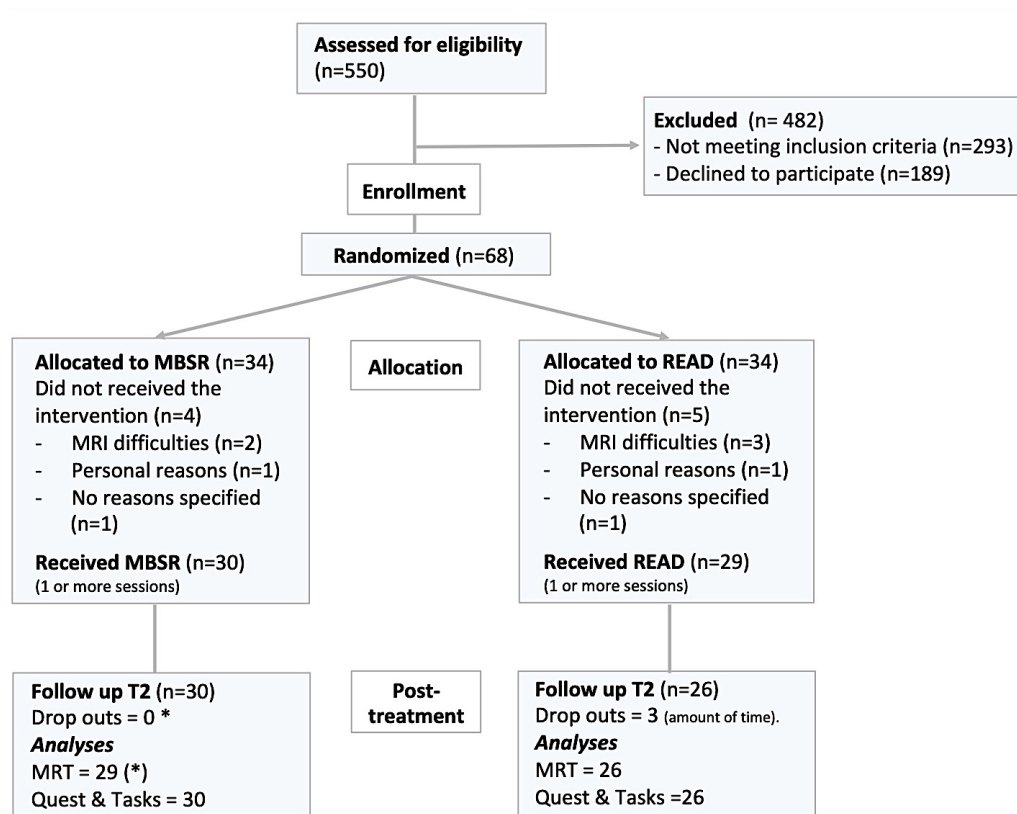 Assessed for eligibility
(n=550)
Excluded (n= 482)
- Not meeting inclusion criteria (n=293)
- Declined to participate (n=189)
Enrollment
Randomized (n=68)
Allocated to MBSR (n=34)
Did not received the
intervention (n=4)
- MRI difficulties (n=2)
- Personal reasons (n=1)
- No reasons specified
(n=1)
Received MBSR (n=30)
(1 or more sessions)
Allocation
Allocated to READ (n=34)
Did not received the
intervention (n=5)
- MRI difficulties (n=3)
- Personal reasons (n=1)
- No reasons specified
(n=1)
Received READ (n=29)
(1 or more sessions)
Follow up T2 (n=30)
Drop outs = 0 *
Analyses
MRT = 29 (*)
Quest & Tasks = 30
Post-
treatment
Follow up T2 (n=26)
Drop outs = 3 (amount of time).
Analyses
MRT = 26
Quest & Tasks =26